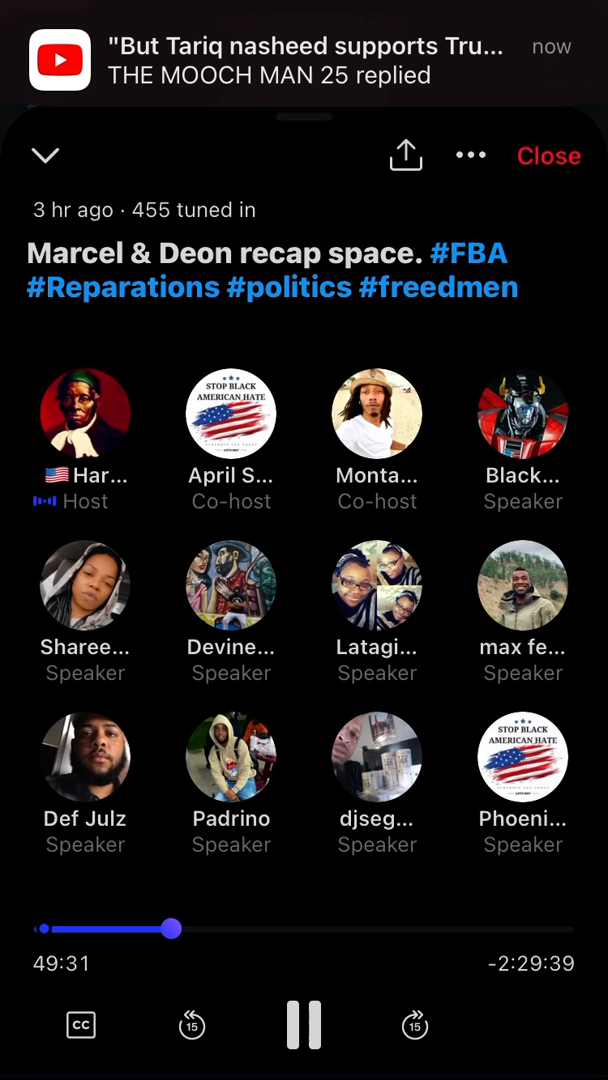 "But Tariq nasheed supports Tru... now
THE MOOCH MAN 25 replied
Close
3 hr ago · 455 tuned in
Marcel & Deon recap space. #FBA
#Reparations #politics #freedmen
STOP BLACK
AMERICAN HATE
🇺🇸Har... April S... Monta... Black...
Host Co-host Co-host Speaker
Sharee... Devine... Latagi... max fe...
Speaker Speaker Speaker Speaker
STOP BLACK
AMERICAN HATE
Def Julz Padrino djseg... Phoeni...
Speaker Speaker Speaker Speaker
49:31 -2:29:39
CC 15 15